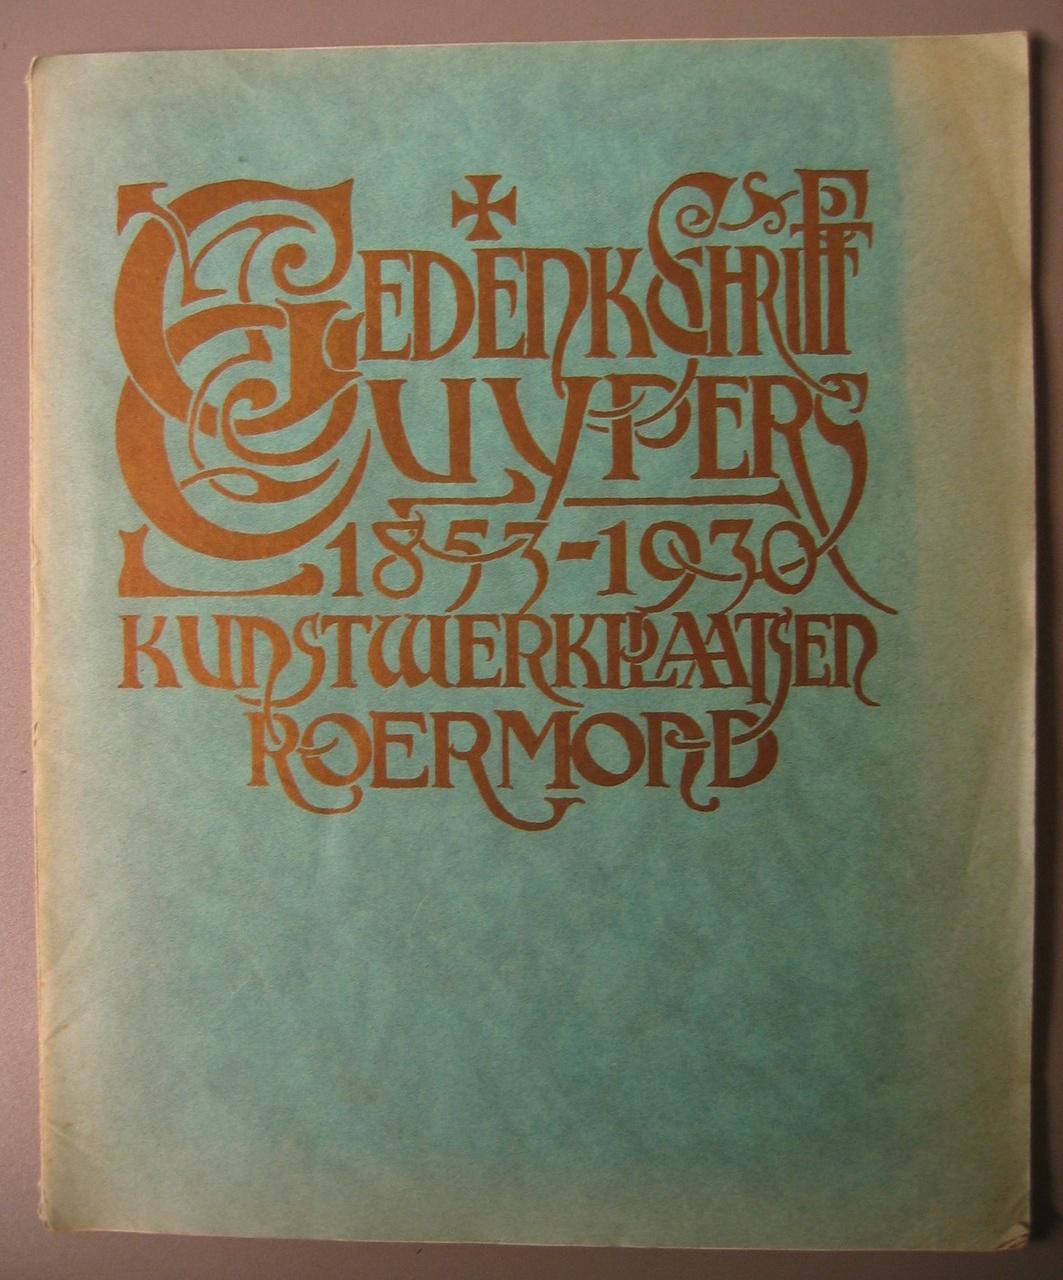 GEDENKSCHRIFT
CUYPERS
1853-1930
KUNSTWERKPLAATSEN
ROERMOND